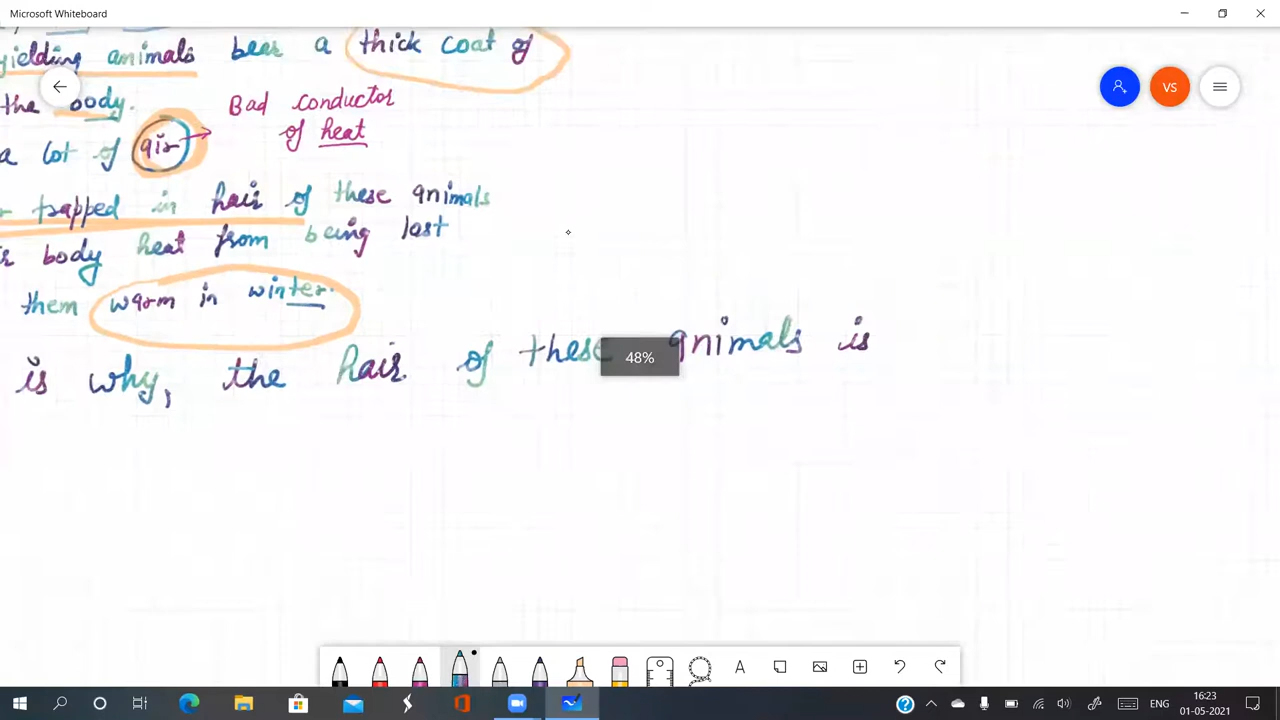 Microsoft Whiteboard
yielding animals bear a thick coat of
the body.
Bad conductor
of heat
a lot of air
trapped in hair of these animals
body heat from being last
them warm in winter.
is why, the hair of these animals is
48%
VS
A
ENG
16:23
01-05-2021